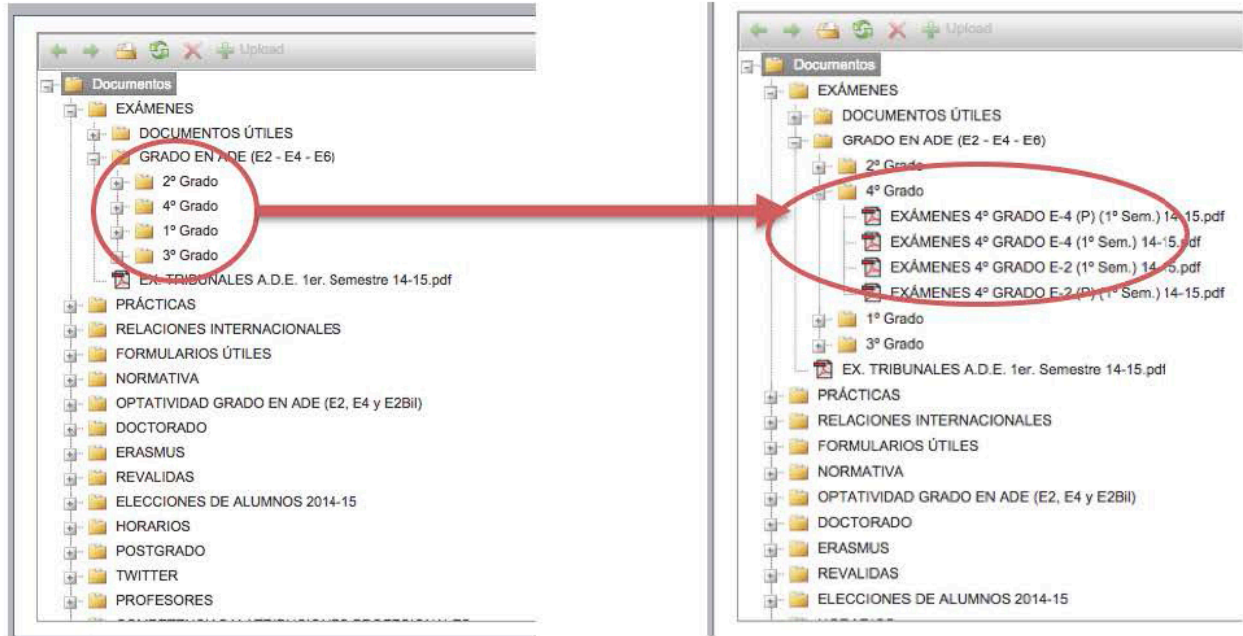 Upload
Documentos
EXÁMENES
DOCUMENTOS ÚTILES
GRADO EN ADE (E2 - E4 - E6)
2º Grado
4º Grado
1º Grado
3º Grado
EX. TRIBUNALES A.D.E. 1er. Semestre 14-15.pdf
PRÁCTICAS
RELACIONES INTERNACIONALES
FORMULARIOS ÚTILES
NORMATIVA
OPTATIVIDAD GRADO EN ADE (E2, E4 y E2Bil)
DOCTORADO
ERASMUS
REVALIDAS
ELECCIONES DE ALUMNOS 2014-15
HORARIOS
POSTGRADO
TWITTER
PROFESORES
Upload
Documentos
EXÁMENES
DOCUMENTOS ÚTILES
GRADO EN ADE (E2 - E4 - E6)
2º Grado
4º Grado
EXÁMENES 4º GRADO E-4 (P) (1º Sem.) 14-15.pdf
EXÁMENES 4º GRADO E-4 (1º Sem.) 14-15.pdf
EXÁMENES 4º GRADO E-2 (1º Sem.) 14-15.pdf
EXÁMENES 4º GRADO E-2 (P) (1º Sem.) 14-15.pdf
1º Grado
3º Grado
EX. TRIBUNALES A.D.E. 1er. Semestre 14-15.pdf
PRÁCTICAS
RELACIONES INTERNACIONALES
FORMULARIOS ÚTILES
NORMATIVA
OPTATIVIDAD GRADO EN ADE (E2, E4 y E2Bil)
DOCTORADO
ERASMUS
REVALIDAS
ELECCIONES DE ALUMNOS 2014-15